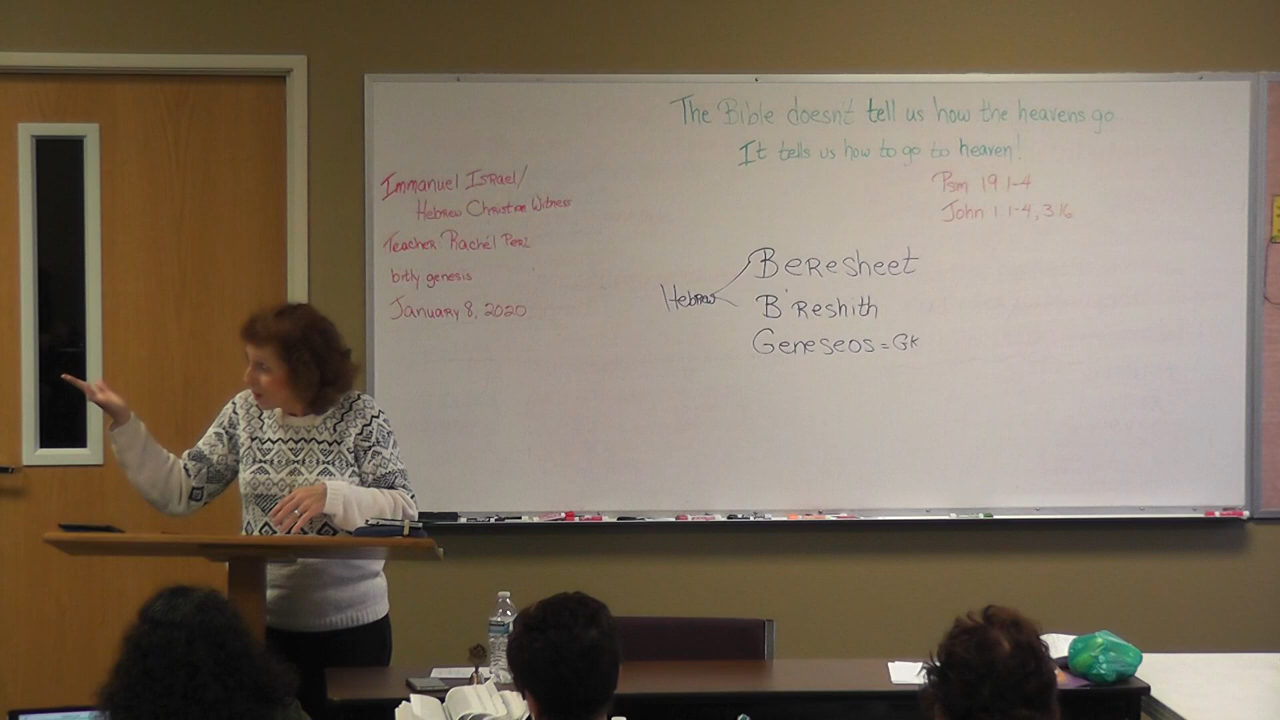 The Bible doesn't tell us how the heavens go
It tells us how to go to heaven!
Psm 19 1-4
John 1 1-4, 3 16
Immanuel Israel/
Hebrew Christian Witness
Teacher Rachél Perl
bitly genesis
January 8, 2020
Hebrew
Beresheet
B'Reshith
Geneseos = Gk